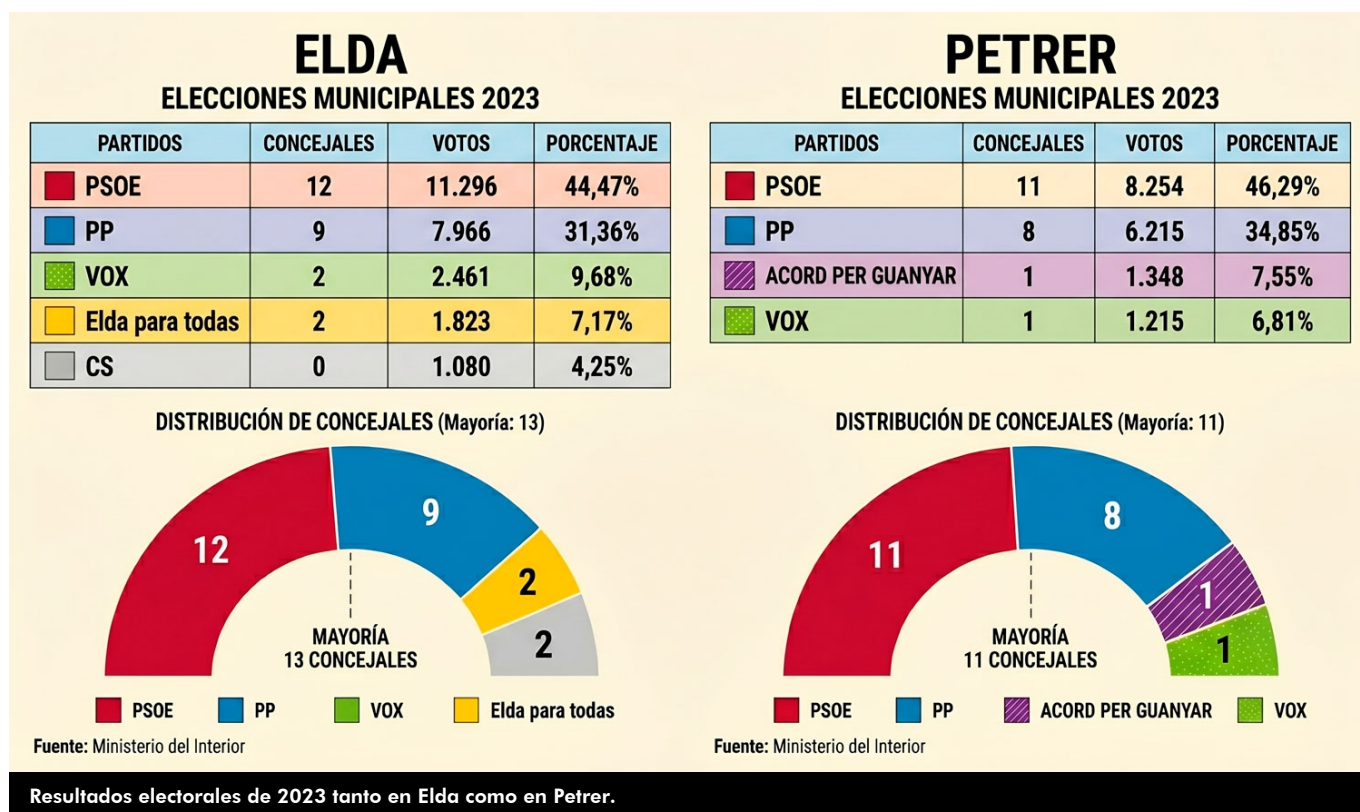 ELDA
ELECCIONES MUNICIPALES 2023
PARTIDOS CONCEJALES VOTOS PORCENTAJE
PSOE 12 11.296 44,47%
PP 9 7.966 31,36%
VOX 2 2.461 9,68%
Elda para todas 2 1.823 7,17%
CS 0 1.080 4,25%
DISTRIBUCIÓN DE CONCEJALES (Mayoría: 13)
12
9
2
2
MAYORÍA
13 CONCEJALES
PSOE PP VOX Elda para todas
Fuente: Ministerio del Interior
PETRER
ELECCIONES MUNICIPALES 2023
PARTIDOS CONCEJALES VOTOS PORCENTAJE
PSOE 11 8.254 46,29%
PP 8 6.215 34,85%
ACORD PER GUANYAR 1 1.348 7,55%
VOX 1 1.215 6,81%
DISTRIBUCIÓN DE CONCEJALES (Mayoría: 11)
11
8
1
1
MAYORÍA
11 CONCEJALES
PSOE PP ACORD PER GUANYAR VOX
Fuente: Ministerio del Interior
Resultados electorales de 2023 tanto en Elda como en Petrer.